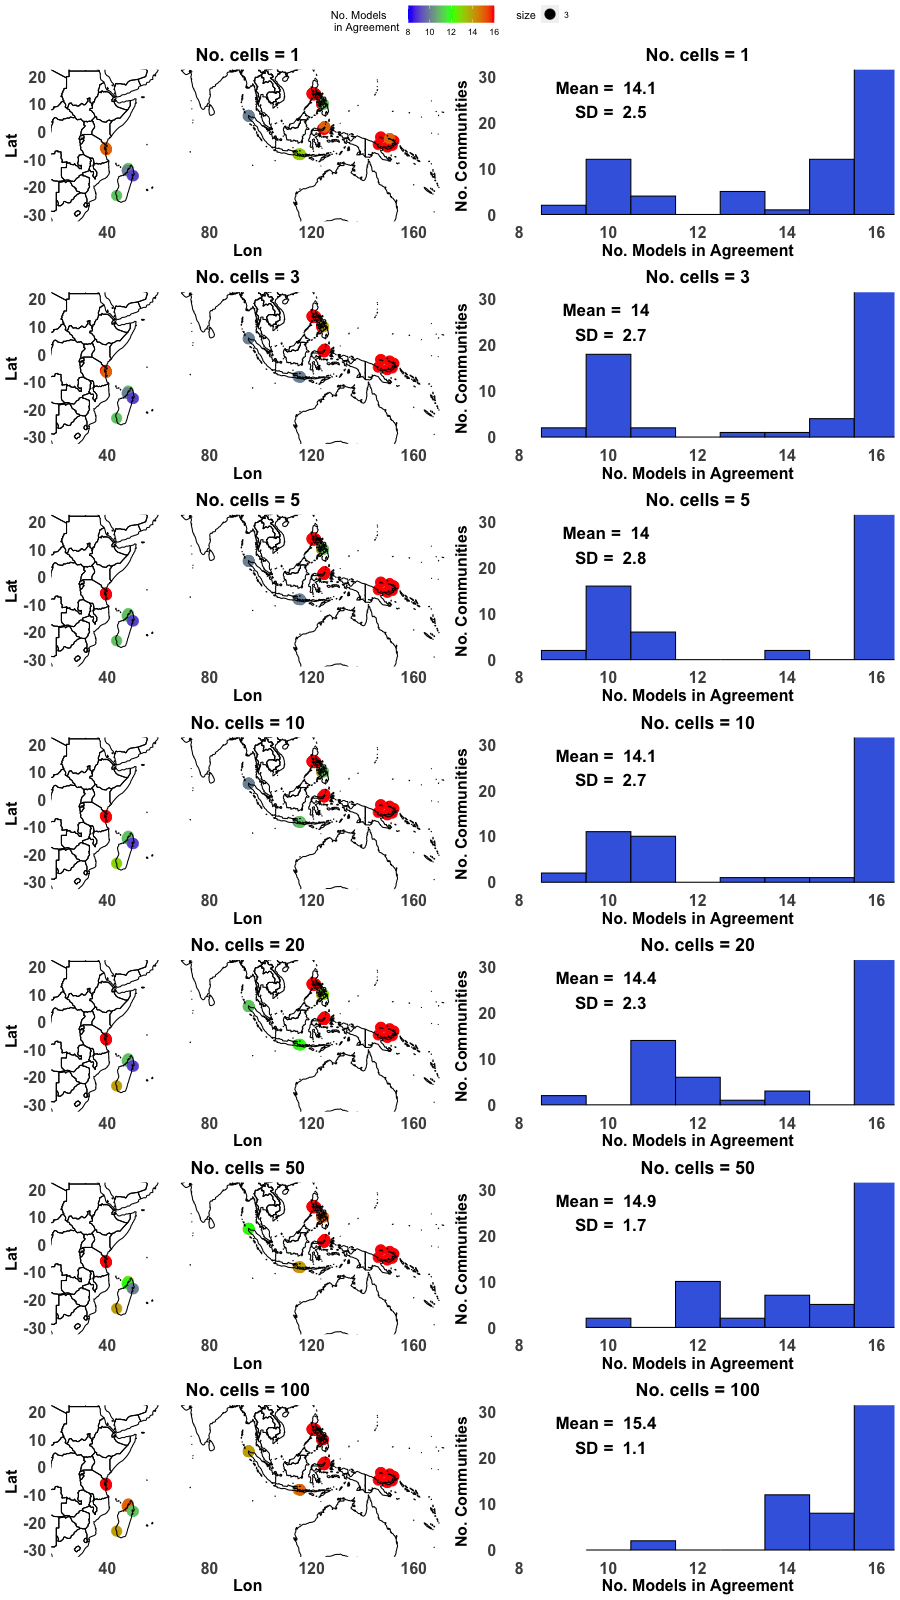 No. Models
in Agreement
8 10 12 14 16
size 3
No. cells = 1
20
10
0
-10
-20
-30
Lat
40 80 120 160
Lon
No. cells = 1
Mean = 14.1
SD = 2.5
30
20
10
0
No. Communities
8 10 12 14 16
No. Models in Agreement
No. cells = 3
20
10
0
-10
-20
-30
Lat
40 80 120 160
Lon
No. cells = 3
Mean = 14
SD = 2.7
30
20
10
0
No. Communities
8 10 12 14 16
No. Models in Agreement
No. cells = 5
20
10
0
-10
-20
-30
Lat
40 80 120 160
Lon
No. cells = 5
Mean = 14
SD = 2.8
30
20
10
0
No. Communities
8 10 12 14 16
No. Models in Agreement
No. cells = 10
20
10
0
-10
-20
-30
Lat
40 80 120 160
Lon
No. cells = 10
Mean = 14.1
SD = 2.7
30
20
10
0
No. Communities
8 10 12 14 16
No. Models in Agreement
No. cells = 20
20
10
0
-10
-20
-30
Lat
40 80 120 160
Lon
No. cells = 20
Mean = 14.4
SD = 2.3
30
20
10
0
No. Communities
8 10 12 14 16
No. Models in Agreement
No. cells = 50
20
10
0
-10
-20
-30
Lat
40 80 120 160
Lon
No. cells = 50
Mean = 14.9
SD = 1.7
30
20
10
0
No. Communities
8 10 12 14 16
No. Models in Agreement
No. cells = 100
20
10
0
-10
-20
-30
Lat
40 80 120 160
Lon
No. cells = 100
Mean = 15.4
SD = 1.1
30
20
10
0
No. Communities
8 10 12 14 16
No. Models in Agreement